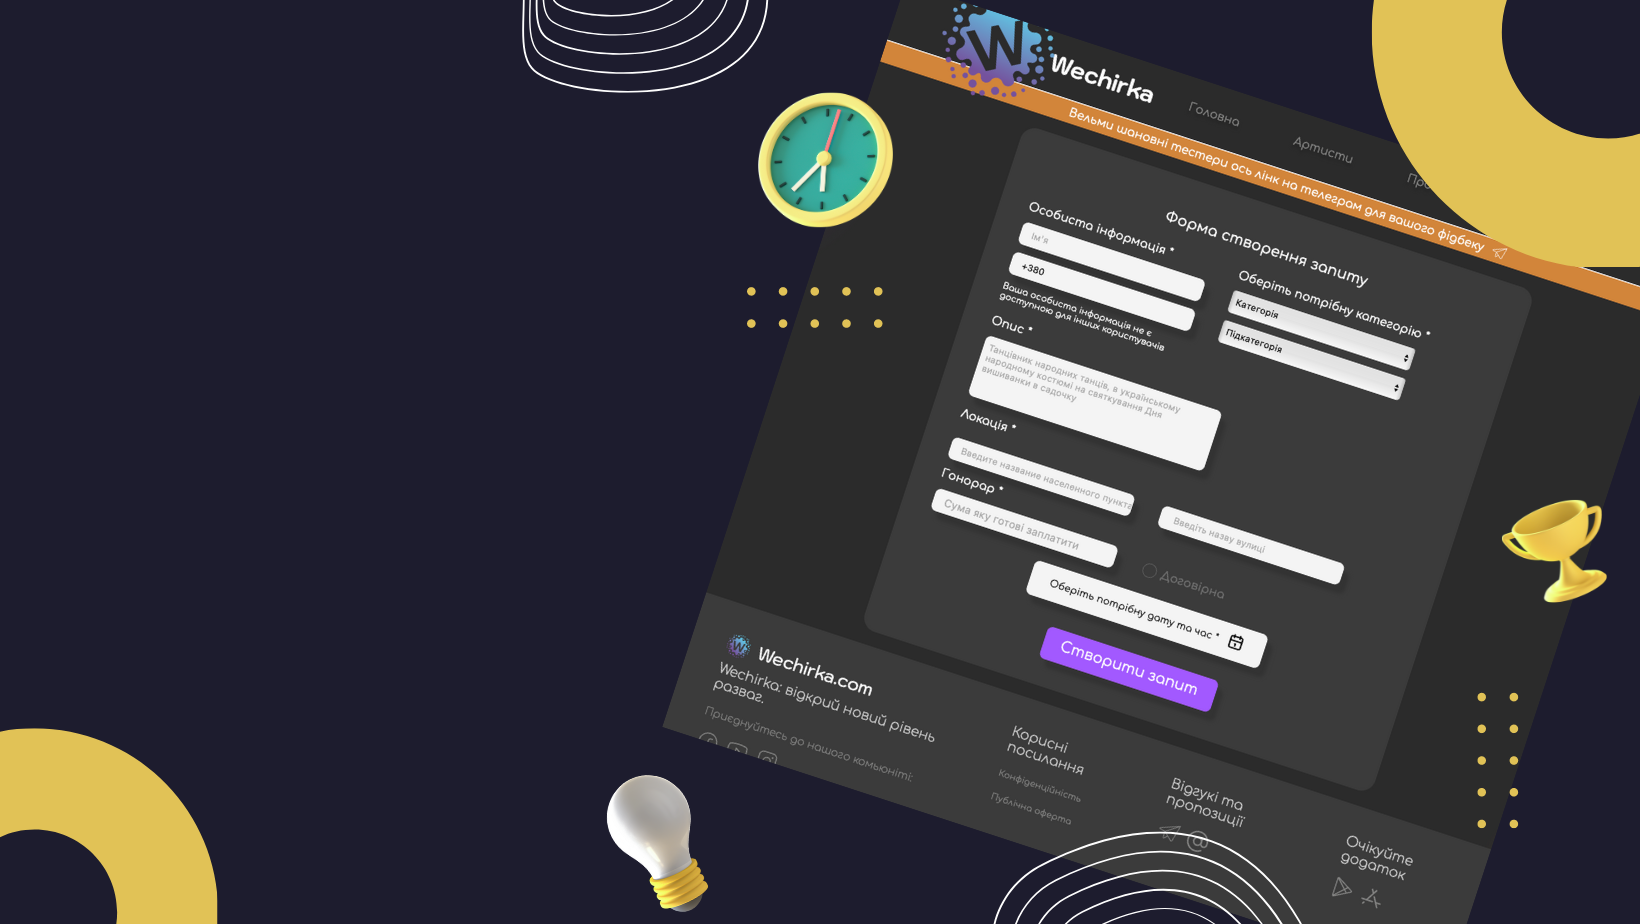 W
Wechirka
Головна
Артисти
Вельми шановні тестери ось лінк на телеграм для вашого фідбеку
Форма створення запиту
Особиста інформація *
Ім'я
+380
Ваша особиста інформація не є
доступною для інших користувачів
Оберіть потрібну категорію *
Категорія
Підкатегорія
Опис *
Танцівник народних танців, в українському
народному костюмі на святкування Дня
вишиванки в садочку
Локація *
Введите название населенного пункта
Введіть назву вулиці
Гонорар *
Сума яку готові заплатити
Договірна
Оберіть потрібну дату та час *
Створити запит
W
Wechirka.com
Wechirka: відкрий новий рівень
розваг.
Приєднуйтесь до нашого комьюніті:
Корисні
посилання
Конфіденційність
Публічна оферта
Відгукі та
пропозиції
Очікуйте
додаток